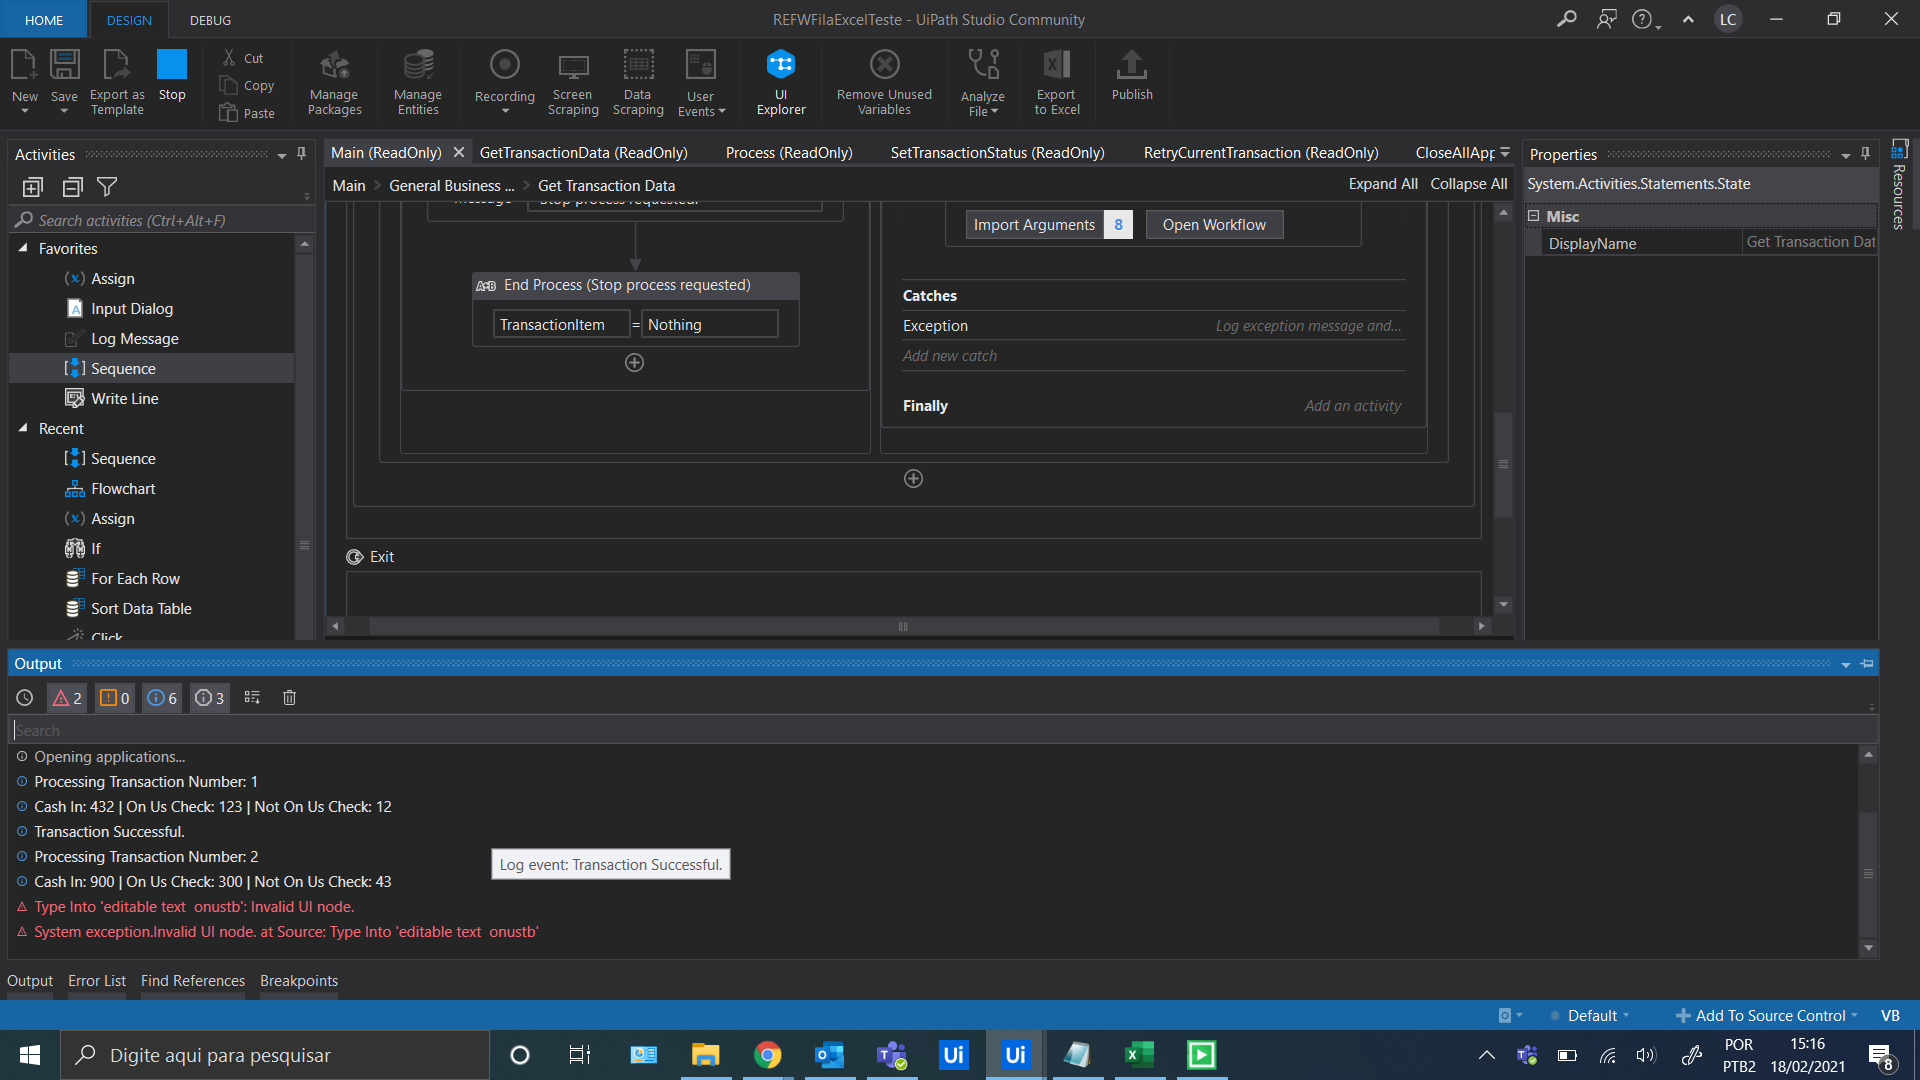 HOME
DESIGN
DEBUG
REFWFilaExcelTeste - UiPath Studio Community
LC
New
Save
Export as Template
Stop
Cut
Copy
Paste
Manage Packages
Manage Entities
Recording
Screen Scraping
Data Scraping
User Events
UI Explorer
Remove Unused Variables
Analyze File
Export to Excel
Publish
Activities
Search activities (Ctrl+Alt+F)
Favorites
Assign
Input Dialog
Log Message
Sequence
Write Line
Recent
Sequence
Flowchart
Assign
If
For Each Row
Sort Data Table
Click
Main (ReadOnly)
GetTransactionData (ReadOnly)
Process (ReadOnly)
SetTransactionStatus (ReadOnly)
RetryCurrentTransaction (ReadOnly)
CloseAllApp
Main > General Business ... > Get Transaction Data
Expand All
Collapse All
Message
Stop process requested.
End Process (Stop process requested)
TransactionItem = Nothing
Import Arguments 8
Open Workflow
Catches
Exception
Log exception message and...
Add new catch
Finally
Add an activity
Exit
Properties
System.Activities.Statements.State
Misc
DisplayName
Get Transaction Dat
Resources
Output
2
0
6
3
Search
Opening applications...
Processing Transaction Number: 1
Cash In: 432 | On Us Check: 123 | Not On Us Check: 12
Transaction Successful.
Processing Transaction Number: 2
Log event: Transaction Successful.
Cash In: 900 | On Us Check: 300 | Not On Us Check: 43
Type Into 'editable text  onustb': Invalid UI node.
System exception.Invalid UI node. at Source: Type Into 'editable text  onustb'
Output
Error List
Find References
Breakpoints
Default
Add To Source Control
VB
Digite aqui para pesquisar
Ui
Ui
POR
PTB2
15:16
18/02/2021
8